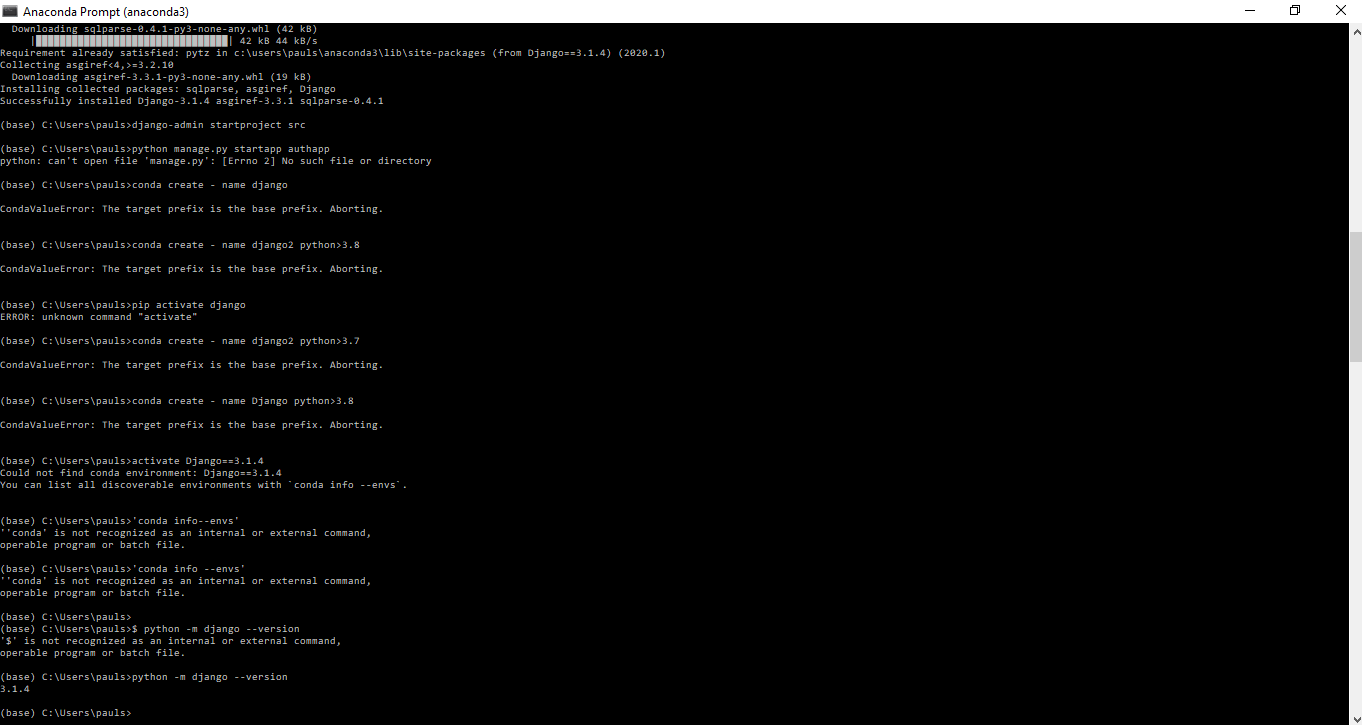 Anaconda Prompt (anaconda3)
Downloading sqlparse-0.4.1-py3-none-any.whl (42 kB)
|████████████████████████████████| 42 kB 44 kB/s
Requirement already satisfied: pytz in c:\users\pauls\anaconda3\lib\site-packages (from Django==3.1.4) (2020.1)
Collecting asgiref<4,>=3.2.10
Downloading asgiref-3.3.1-py3-none-any.whl (19 kB)
Installing collected packages: sqlparse, asgiref, Django
Successfully installed Django-3.1.4 asgiref-3.3.1 sqlparse-0.4.1
(base) C:\Users\pauls>django-admin startproject src
(base) C:\Users\pauls>python manage.py startapp authapp
python: can't open file 'manage.py': [Errno 2] No such file or directory
(base) C:\Users\pauls>conda create - name django
CondaValueError: The target prefix is the base prefix. Aborting.
(base) C:\Users\pauls>conda create - name django2 python>3.8
CondaValueError: The target prefix is the base prefix. Aborting.
(base) C:\Users\pauls>pip activate django
ERROR: unknown command "activate"
(base) C:\Users\pauls>conda create - name django2 python>3.7
CondaValueError: The target prefix is the base prefix. Aborting.
(base) C:\Users\pauls>conda create - name Django python>3.8
CondaValueError: The target prefix is the base prefix. Aborting.
(base) C:\Users\pauls>activate Django==3.1.4
Could not find conda environment: Django==3.1.4
You can list all discoverable environments with `conda info --envs`.
(base) C:\Users\pauls>'conda info--envs'
''conda' is not recognized as an internal or external command,
operable program or batch file.
(base) C:\Users\pauls>'conda info --envs'
''conda' is not recognized as an internal or external command,
operable program or batch file.
(base) C:\Users\pauls>
(base) C:\Users\pauls>$ python -m django --version
'$' is not recognized as an internal or external command,
operable program or batch file.
(base) C:\Users\pauls>python -m django --version
3.1.4
(base) C:\Users\pauls>